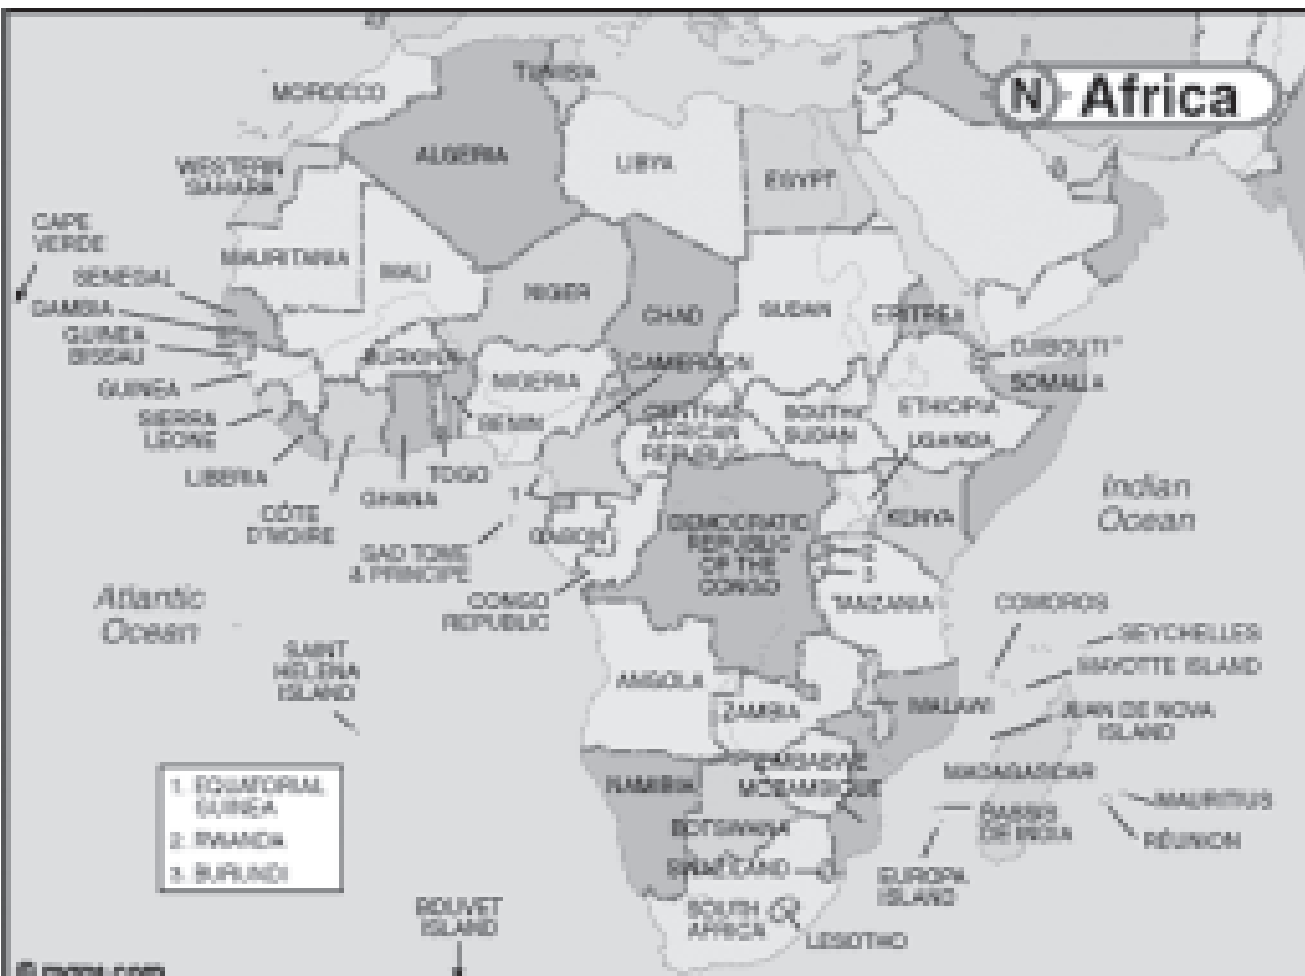 N Africa
MOROCCO
TUNISIA
ALGERIA
LIBYA
EGYPT
WESTERN
SAHARA
CAPE
VERDE
MAURITANIA
MALI
NIGER
CHAD
SUDAN
ERITREA
SENEGAL
GAMBIA
GUINEA
BISSAU
GUINEA
SIERRA
LEONE
LIBERIA
BURKINA
NIGERIA
BENIN
CAMEROON
DJIBOUTI
SOMALIA
ETHIOPIA
CENTRAL
AFRICAN
REPUBLIC
SOUTH
SUDAN
UGANDA
TOGO
GHANA
CÔTE
D'IVOIRE
1
SAO TOME
& PRINCIPE
GABON
CONGO
REPUBLIC
DEMOCRATIC
REPUBLIC
OF THE
CONGO
KENYA
2
3
TANZANIA
Indian
Ocean
Atlantic
Ocean
SAINT
HELENA
ISLAND
COMOROS
SEYCHELLES
MAYOTTE ISLAND
JUAN DE NOVA
ISLAND
ANGOLA
ZAMBIA
MALAWI
ZIMBABWE
MOZAMBIQUE
NAMIBIA
BOTSWANA
SWAZILAND
SOUTH
AFRICA
LESOTHO
MADAGASCAR
MAURITIUS
RÉUNION
BASSAS
DE INDIA
EUROPA
ISLAND
BOUVET
ISLAND
1. EQUATORIAL
GUINEA
2. RWANDA
3. BURUNDI